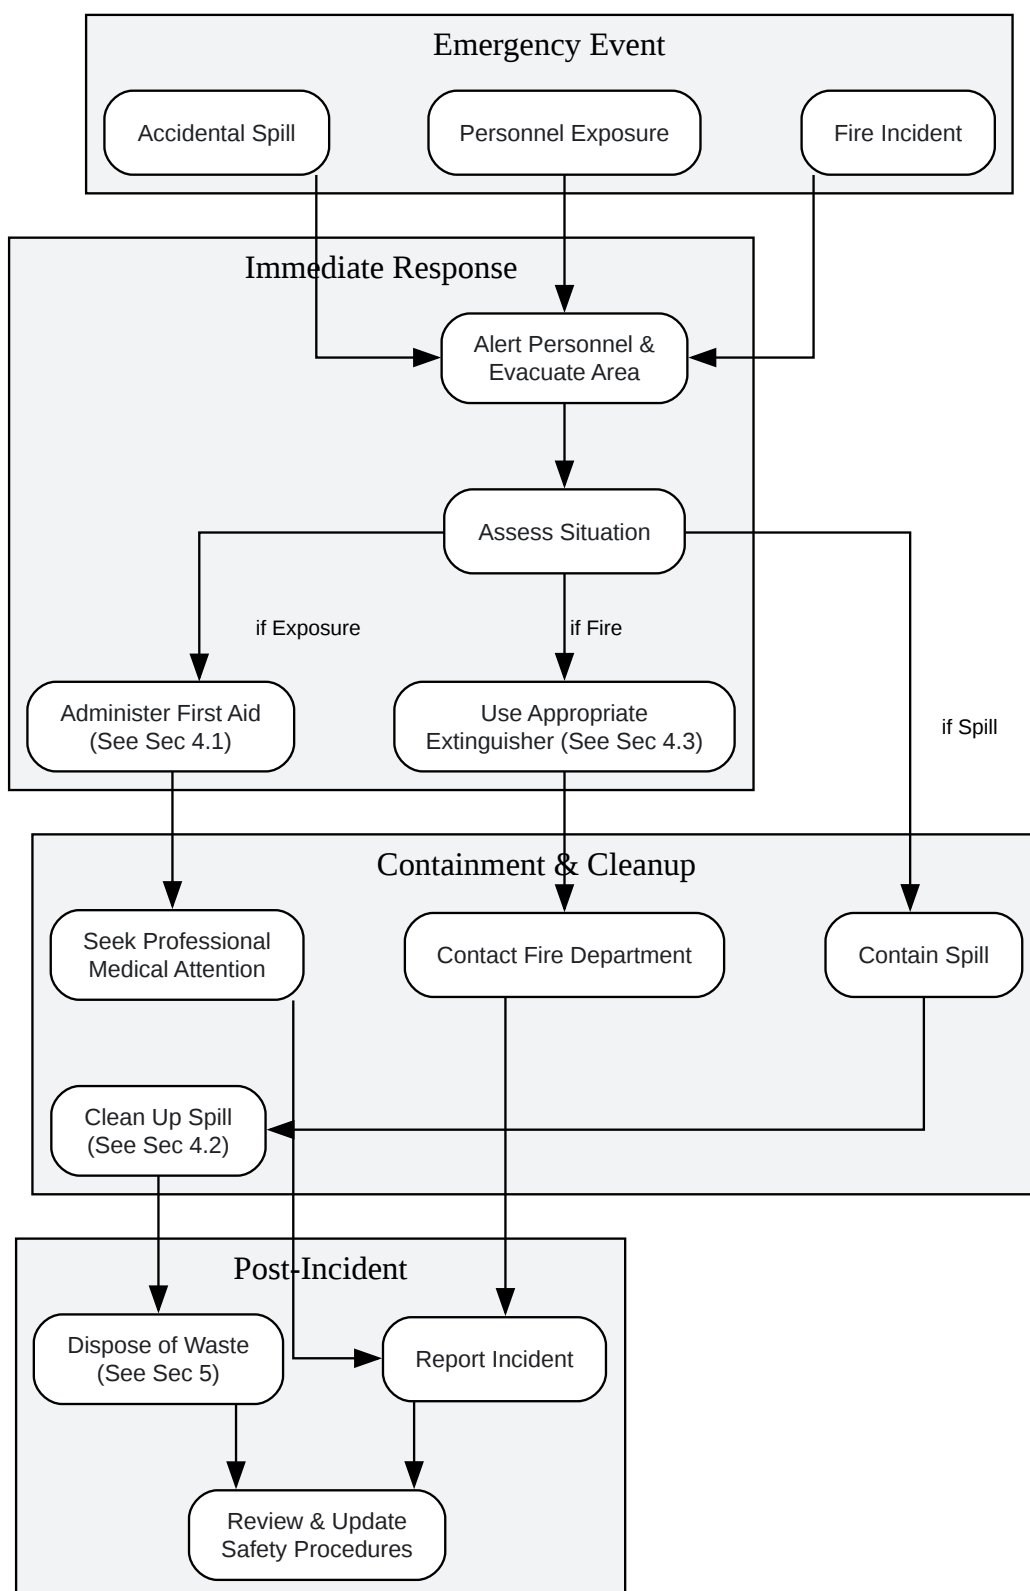 Emergency Event
Accidental Spill
Personnel Exposure
Fire Incident
Immediate Response
Alert Personnel &
Evacuate Area
Assess Situation
if Exposure
if Fire
if Spill
Administer First Aid
(See Sec 4.1)
Use Appropriate
Extinguisher (See Sec 4.3)
Containment & Cleanup
Seek Professional
Medical Attention
Contact Fire Department
Contain Spill
Clean Up Spill
(See Sec 4.2)
Post-Incident
Dispose of Waste
(See Sec 5)
Report Incident
Review & Update
Safety Procedures